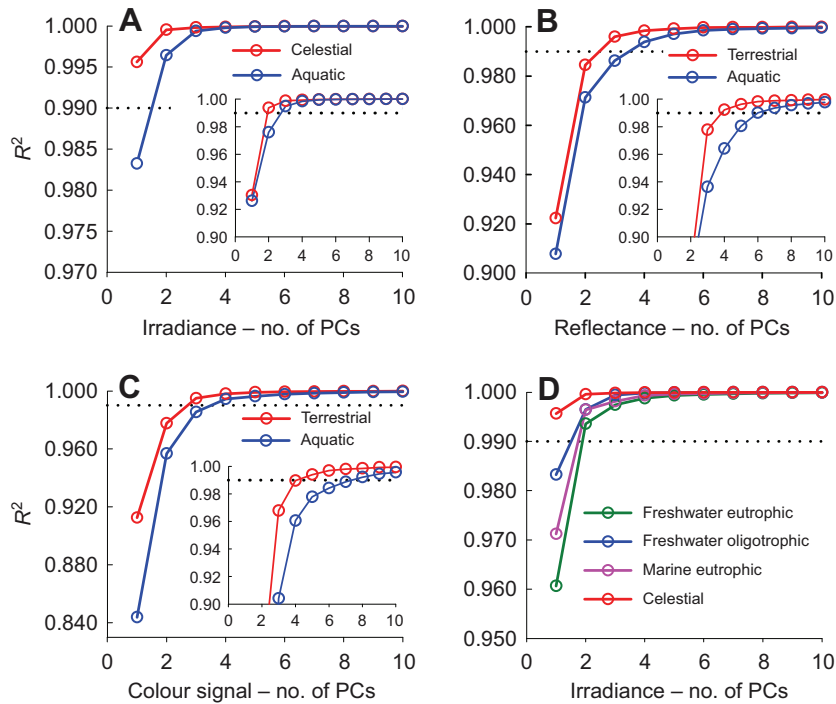 A
1.000
0.995
0.990
0.985
0.980
0.975
0.970
R²
0 2 4 6 8 10
Irradiance – no. of PCs
Celestial
Aquatic
1.00
0.98
0.96
0.94
0.92
0.90
0 2 4 6 8 10
B
1.000
0.980
0.960
0.940
0.920
0.900
0 2 4 6 8 10
Reflectance – no. of PCs
Terrestrial
Aquatic
1.00
0.98
0.96
0.94
0.92
0.90
0 2 4 6 8 10
C
1.000
0.960
0.920
0.880
0.840
R²
0 2 4 6 8 10
Colour signal – no. of PCs
Terrestrial
Aquatic
1.00
0.98
0.96
0.94
0.92
0.90
0 2 4 6 8 10
D
1.000
0.990
0.980
0.970
0.960
0.950
0 2 4 6 8 10
Irradiance – no. of PCs
Freshwater eutrophic
Freshwater oligotrophic
Marine eutrophic
Celestial